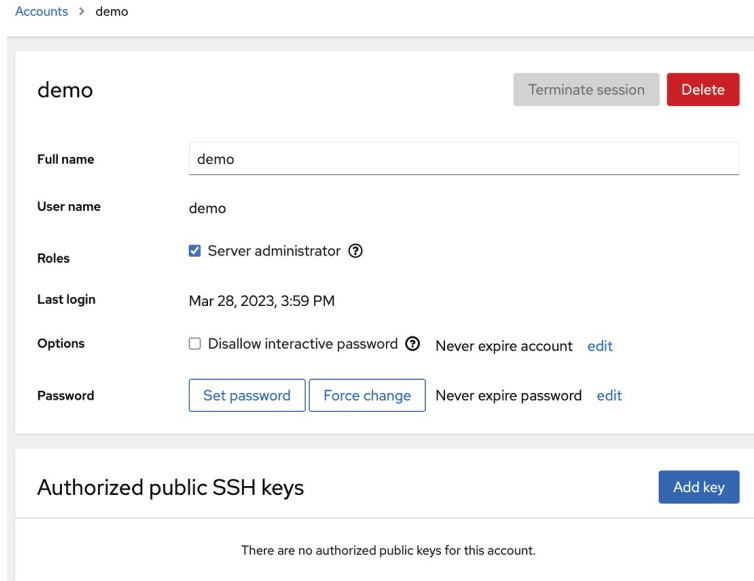 Accounts > demo
demo
Terminate session
Delete
Full name
demo
User name
demo
Roles
Server administrator
Last login
Mar 28, 2023, 3:59 PM
Options
Disallow interactive password
Never expire account
edit
Password
Set password
Force change
Never expire password
edit
Authorized public SSH keys
Add key
There are no authorized public keys for this account.